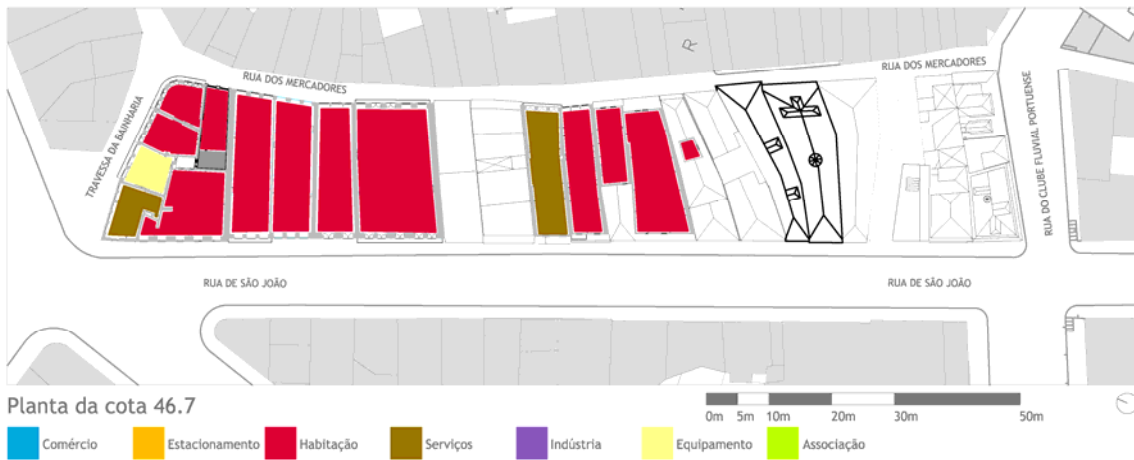 R
RUA DOS MERCADORES
RUA DOS MERCADORES
TRAVESSA DA BAINHARIA
RUA DO CLUBE FLUVIAL PORTUENSE
RUA DE SÃO JOÃO
RUA DE SÃO JOÃO
Planta da cota 46.7
0m 5m 10m 20m 30m 50m
Comércio Estacionamento Habitação Serviços Indústria Equipamento Associação